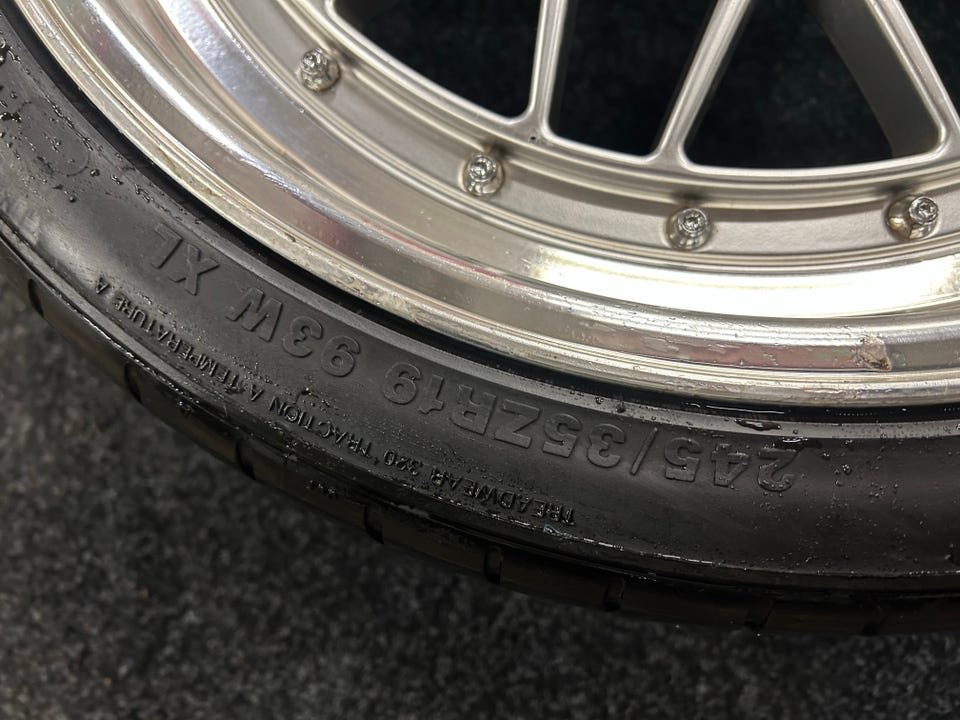 245/35ZR19 93W XL
TREADWEAR 320 TRACTION A TEMPERATURE A